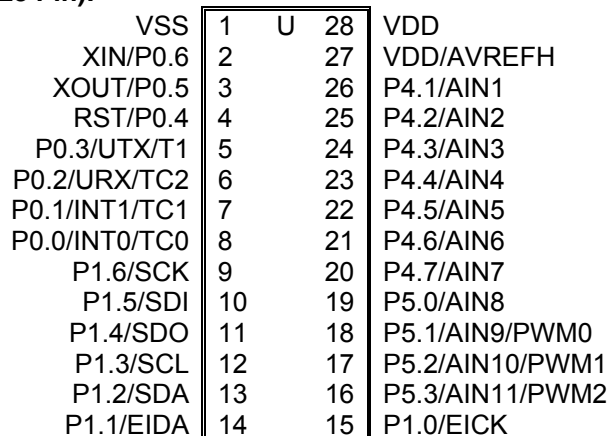 VSS 1 U 28 VDD
XIN/P0.6 2 27 VDD/AVREFH
XOUT/P0.5 3 26 P4.1/AIN1
RST/P0.4 4 25 P4.2/AIN2
P0.3/UTX/T1 5 24 P4.3/AIN3
P0.2/URX/TC2 6 23 P4.4/AIN4
P0.1/INT1/TC1 7 22 P4.5/AIN5
P0.0/INT0/TC0 8 21 P4.6/AIN6
P1.6/SCK 9 20 P4.7/AIN7
P1.5/SDI 10 19 P5.0/AIN8
P1.4/SDO 11 18 P5.1/AIN9/PWM0
P1.3/SCL 12 17 P5.2/AIN10/PWM1
P1.2/SDA 13 16 P5.3/AIN11/PWM2
P1.1/EIDA 14 15 P1.0/EICK